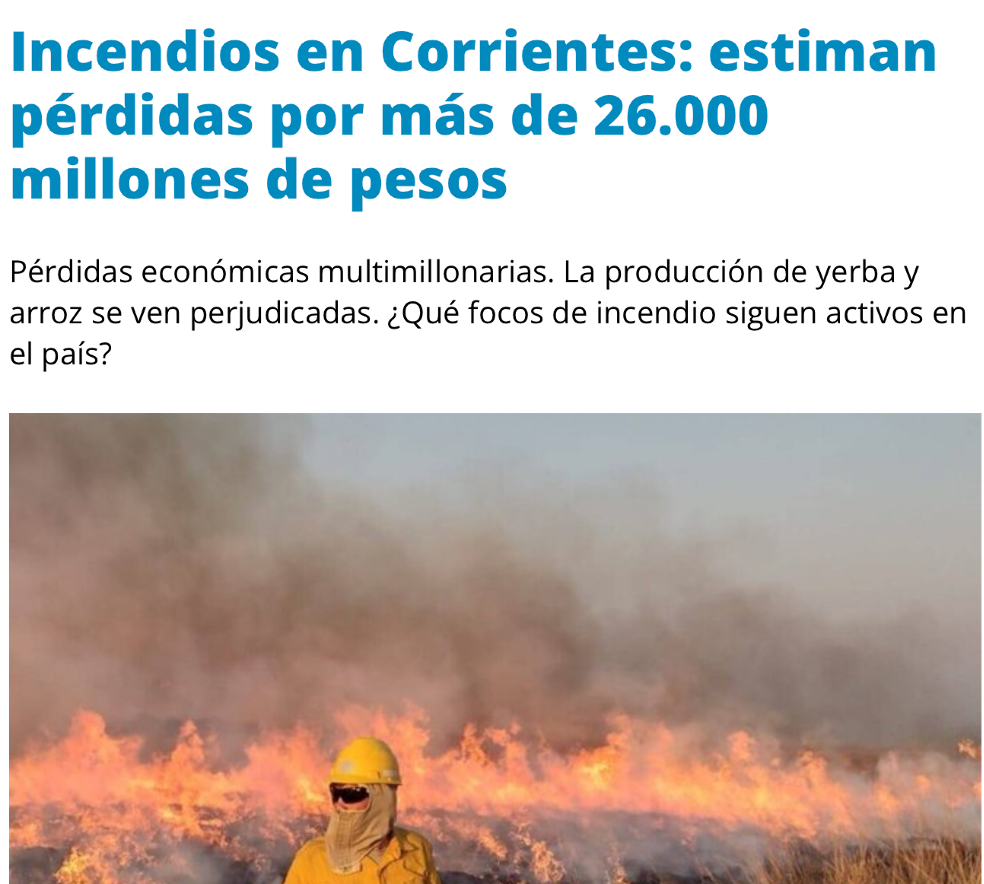 Incendios en Corrientes: estiman
pérdidas por más de 26.000
millones de pesos
Pérdidas económicas multimillonarias. La producción de yerba y
arroz se ven perjudicadas. ¿Qué focos de incendio siguen activos en
el país?